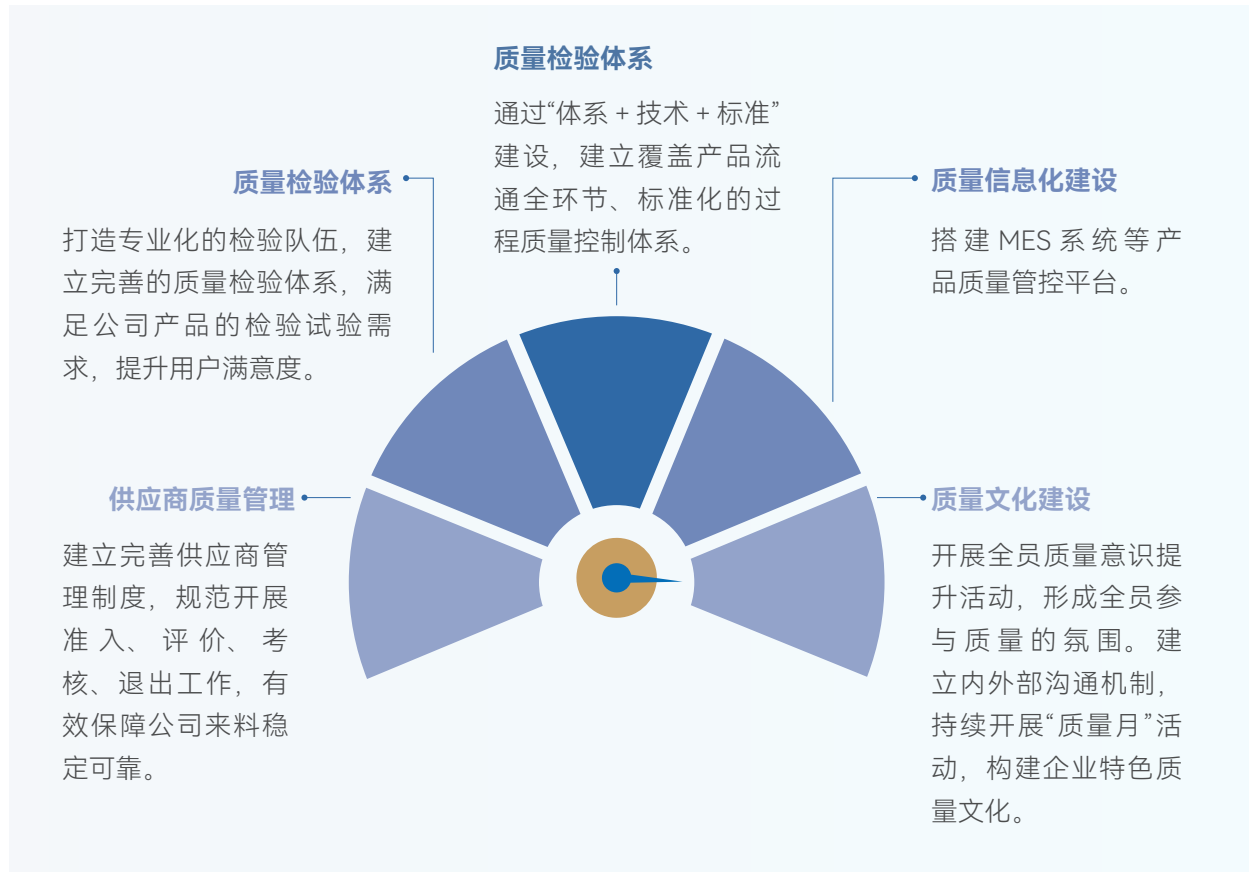 质量检验体系
通过“体系 + 技术 + 标准”
建设，建立覆盖产品流
通全环节、标准化的过
程质量控制体系。
质量检验体系
打造专业化的检验队伍，建
立完善的质量检验体系，满
足公司产品的检验试验需
求，提升用户满意度。
质量信息化建设
搭建 MES 系统等产
品质量管控平台。
供应商质量管理
建立完善供应商管
理制度，规范开展
准入、评价、考
核、退出工作，有
效保障公司来料稳
定可靠。
质量文化建设
开展全员质量意识提
升活动，形成全员参
与质量的氛围。建
立内外部沟通机制，
持续开展“质量月”活
动，构建企业特色质
量文化。